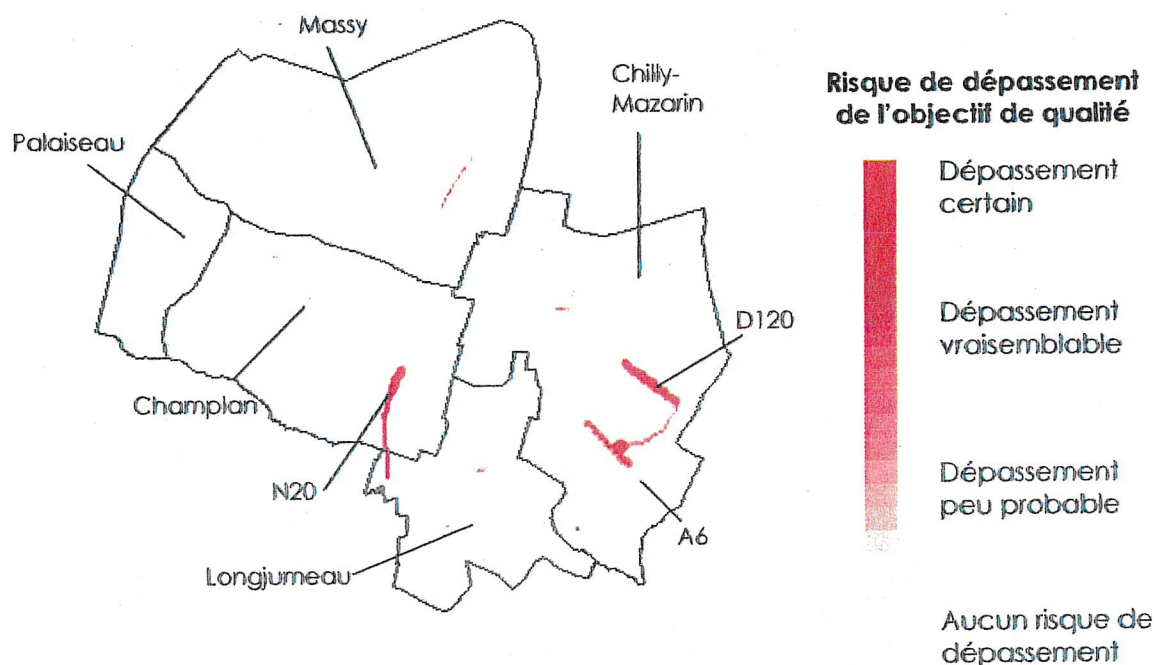 Massy
Chilly-
Mazarin
Palaiseau
D120
Champlan
N20
A6
Longjumeau
Risque de dépassement
de l'objectif de qualité
Dépassement
certain
Dépassement
vraisemblable
Dépassement
peu probable
Aucun risque de
dépassement